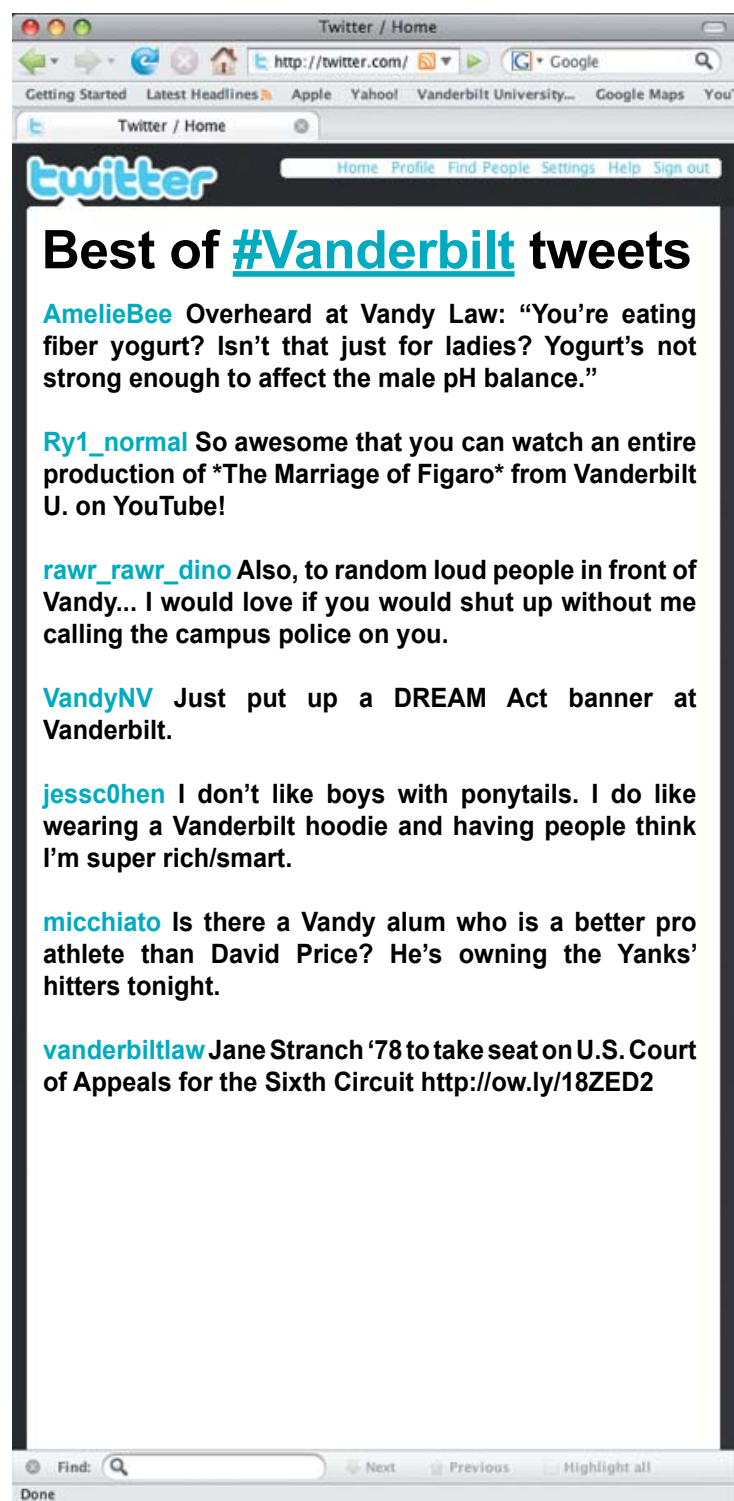 Twitter / Home
http://twitter.com/ G Google
Getting Started Latest Headlines Apple Yahoo! Vanderbilt University... Google Maps You
Twitter / Home
twitter
Home Profile Find People Settings Help Sign out
Best of #Vanderbilt tweets
AmelieBee Overheard at Vandy Law: “You’re eating
fiber yogurt? Isn’t that just for ladies? Yogurt’s not
strong enough to affect the male pH balance.”
Ry1_normal So awesome that you can watch an entire
production of *The Marriage of Figaro* from Vanderbilt
U. on YouTube!
rawr_rawr_dino Also, to random loud people in front of
Vandy... I would love if you would shut up without me
calling the campus police on you.
VandyNV Just put up a DREAM Act banner at
Vanderbilt.
jessc0hen I don’t like boys with ponytails. I do like
wearing a Vanderbilt hoodie and having people think
I’m super rich/smart.
micchiato Is there a Vandy alum who is a better pro
athlete than David Price? He’s owning the Yanks’
hitters tonight.
vanderbiltlaw Jane Stranch ‘78 to take seat on U.S. Court
of Appeals for the Sixth Circuit http://ow.ly/18ZED2
Find: Next Previous Highlight all
Done